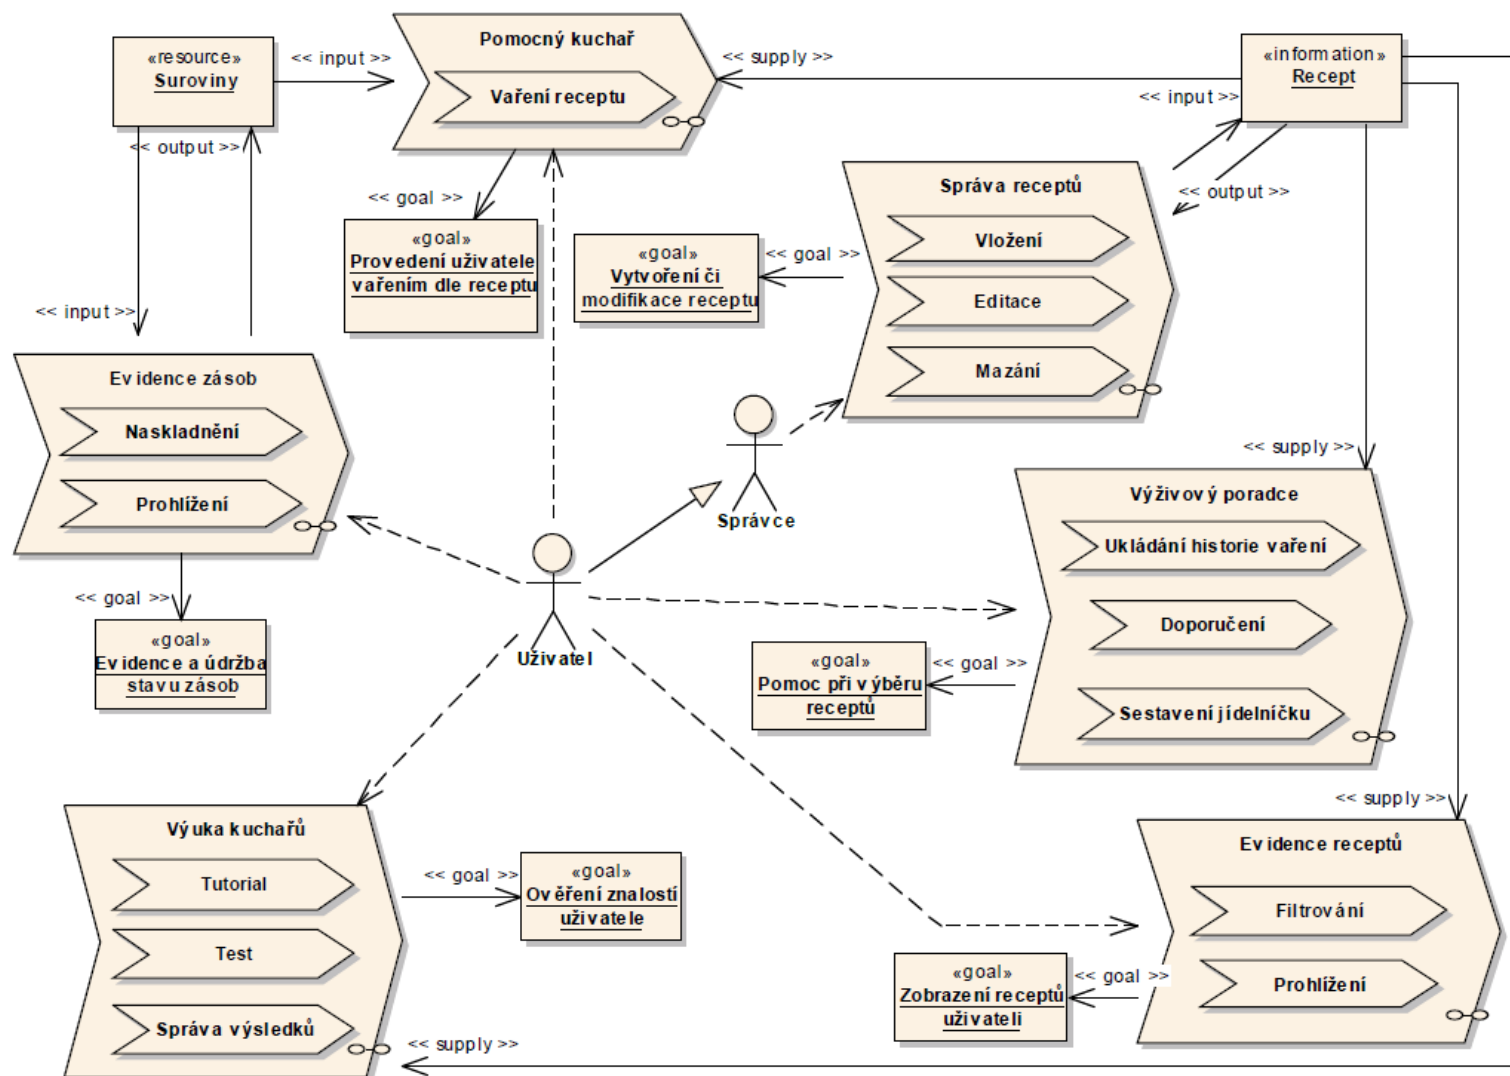 «resource»
Suroviny
<< input >>
Pomocný kuchař
Vaření receptu
<< supply >>
«information»
Recept
<< input >>
<< output >>
<< output >>
<< goal >>
«goal»
Provedení uživatele
vařením dle receptu
«goal»
Vytvoření či
modifikace receptu
<< goal >>
Správa receptů
Vložení
Editace
Mazání
<< input >>
Evidence zásob
Naskladnění
Prohlížení
<< goal >>
«goal»
Evidence a údržba
stavu zásob
Správce
Uživatel
<< supply >>
Výživový poradce
Ukládání historie vaření
Doporučení
Sestavení jídelníčku
<< goal >>
«goal»
Pomoc při výběru
receptů
Výuka kuchařů
Tutorial
Test
Správa výsledků
<< goal >>
«goal»
Ověření znalostí
uživatele
<< supply >>
Evidence receptů
Filtrování
Prohlížení
<< goal >>
«goal»
Zobrazení receptů
uživateli
<< supply >>